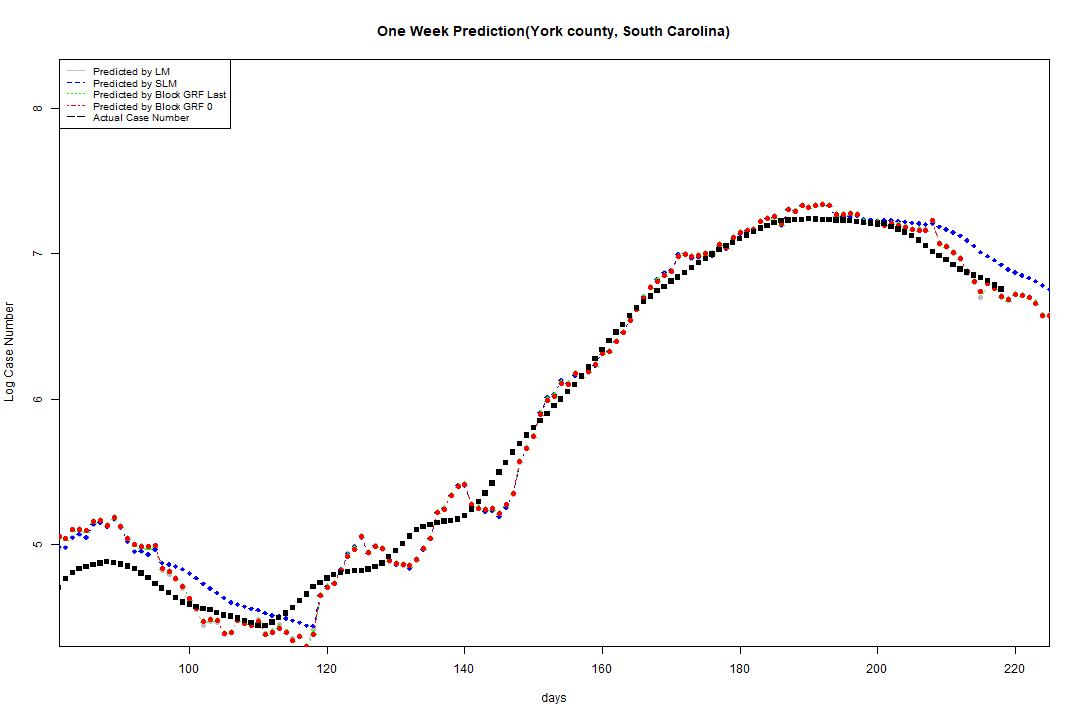 One Week Prediction(York county, South Carolina)
Predicted by LM
Predicted by SLM
Predicted by Block GRF Last
Predicted by Block GRF 0
Actual Case Number
8
7
6
5
Log Case Number
100 120 140 160 180 200 220
days